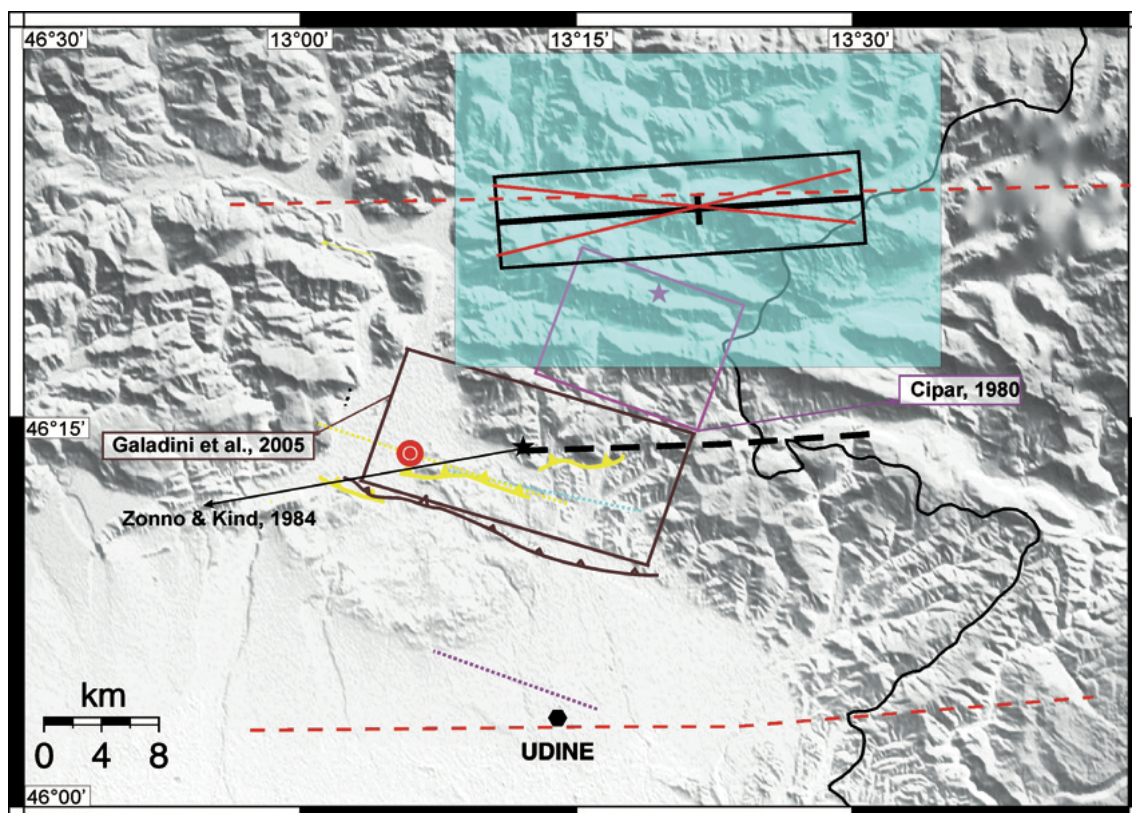 46°30'
13°00'
13°15'
13°30'
Cipar, 1980
46°15'
Galadini et al., 2005
Zonno & Kind, 1984
km
0 4 8
UDINE
46°00'